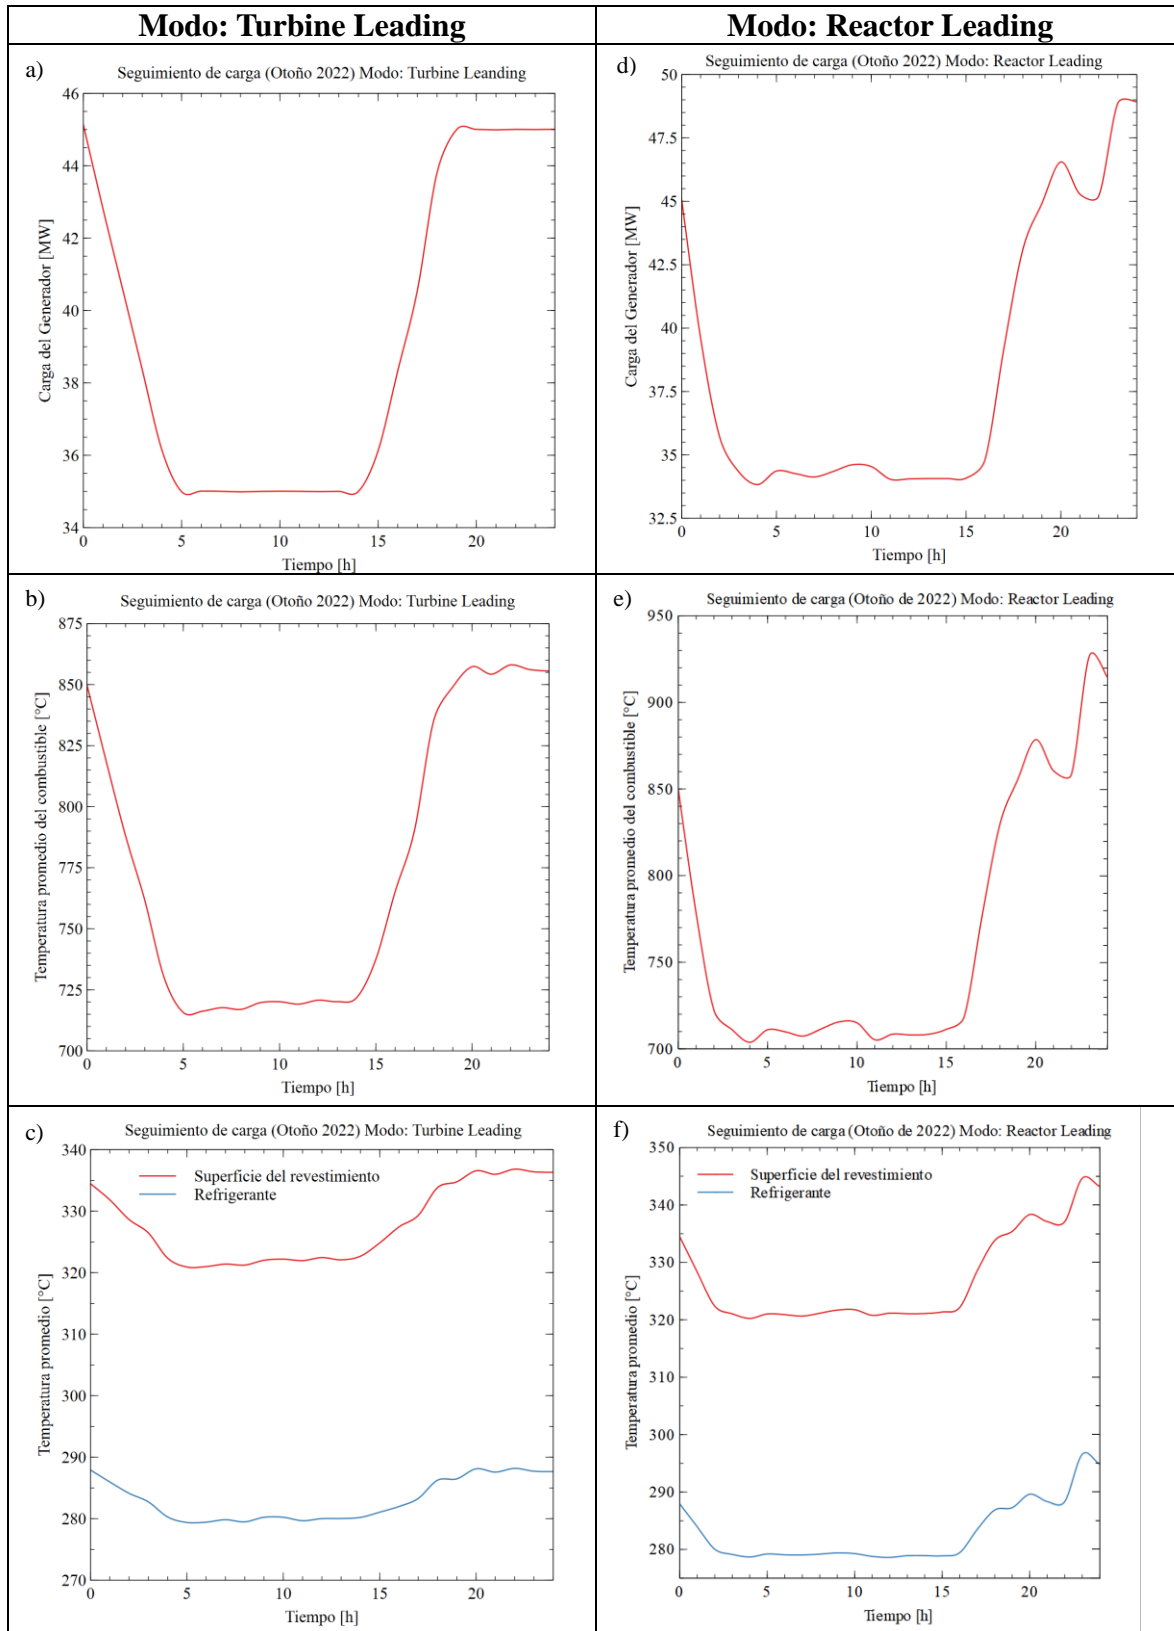 Modo: Turbine Leading
Modo: Reactor Leading
a)
Seguimiento de carga (Otoño 2022) Modo: Turbine Leanding
46
44
42
40
38
36
34
Carga del Generador [MW]
0 5 10 15 20
Tiempo [h]
d)
Seguimiento de carga (Otoño 2022) Modo: Reactor Leading
50
47.5
45
42.5
40
37.5
35
32.5
Carga del Generador [MW]
0 5 10 15 20
Tiempo [h]
b)
Seguimiento de carga (Otoño 2022) Modo: Turbine Leading
875
850
825
800
775
750
725
700
Temperatura promedio del combustible [°C]
0 5 10 15 20
Tiempo [h]
e)
Seguimiento de carga (Otoño de 2022) Modo: Reactor Leading
950
900
850
800
750
700
Temperatura promedio del combustible [°C]
0 5 10 15 20
Tiempo [h]
c)
Seguimiento de carga (Otoño 2022) Modo: Turbine Leading
340
330
320
310
300
290
280
270
Temperatura promedio [°C]
Superficie del revestimiento
Refrigerante
0 5 10 15 20
Tiempo [h]
f)
Seguimiento de carga (Otoño de 2022) Modo: Reactor Leading
350
340
330
320
310
300
290
280
275
Temperatura promedio [°C]
Superficie del revestimiento
Refrigerante
0 5 10 15 20
Tiempo [h]